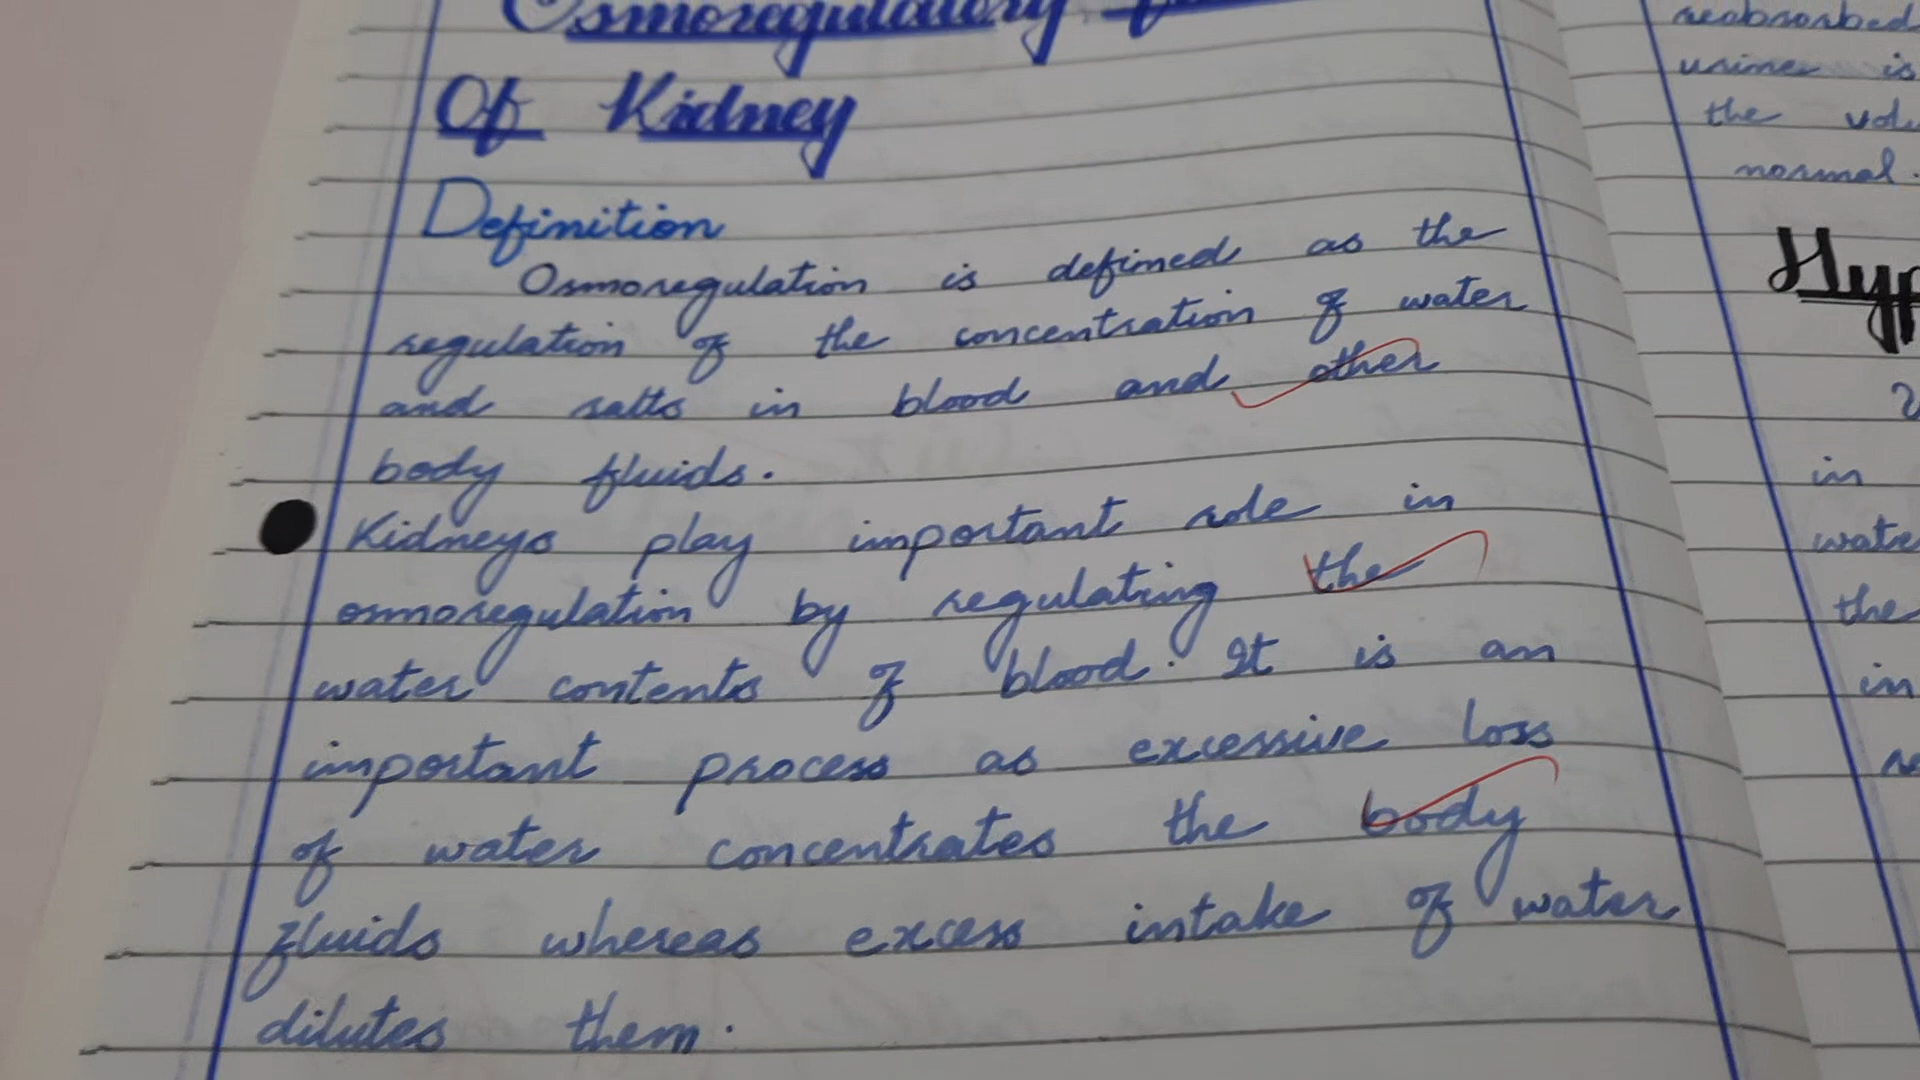 Osmoregulatory
Of Kidney
Definition
Osmoregulation is defined as the
regulation of the concentration of water
and salts in blood and other
body fluids.
Kidneys play important role in
osmoregulation by regulating the
water contents of blood. It is an
important process as excessive loss
of water concentrates the body
fluids whereas excess intake of water
dilutes them.
reabsorbed
urine is
the
normal.
in
the
in